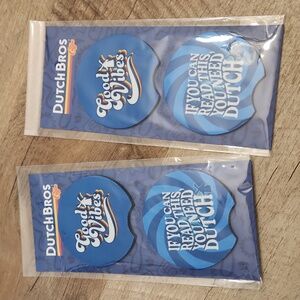 DUTCH BROS
Good
Vibes
IF YOU CAN
READ THIS,
YOU NEED
DUTCH
DUTCH BROS
Good
Vibes
IF YOU CAN
READ THIS,
YOU NEED
DUTCH